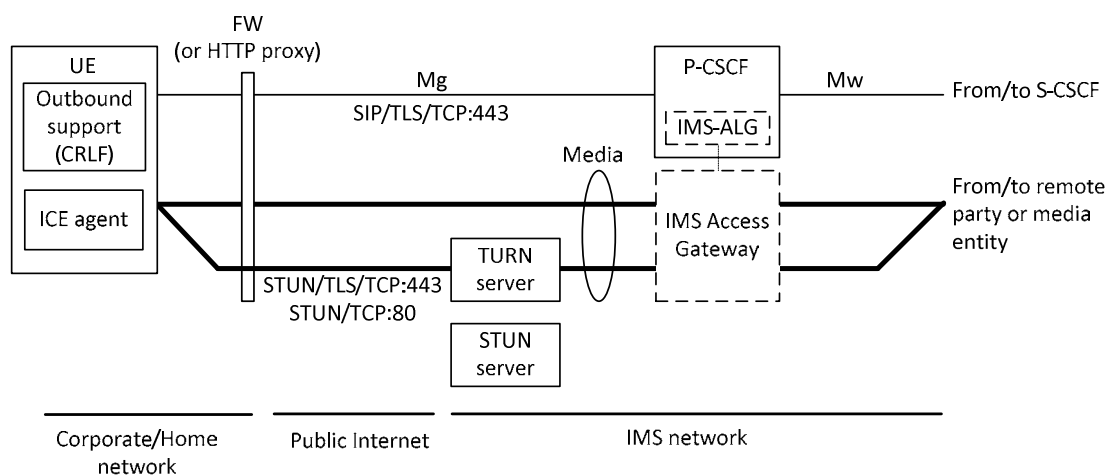 FW
(or HTTP proxy)
UE
Outbound
support
(CRLF)
ICE agent
Mg
SIP/TLS/TCP:443
P-CSCF
IMS-ALG
Mw
From/to S-CSCF
Media
IMS Access
Gateway
From/to remote
party or media
entity
TURN
server
STUN/TLS/TCP:443
STUN/TCP:80
STUN
server
Corporate/Home
network
Public Internet
IMS network